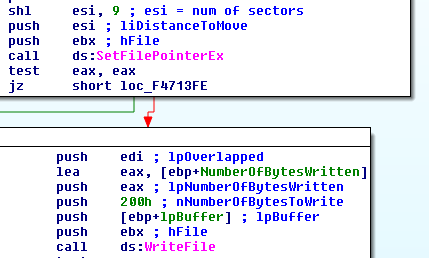 shl esi, 9 ; esi = num of sectors
push esi ; liDistanceToMove
push ebx ; hFile
call ds:SetFilePointerEx
test eax, eax
jz short loc_F4713FE
push edi ; lpOverlapped
lea eax, [ebp+NumberOfBytesWritten]
push eax ; lpNumberOfBytesWritten
push 200h ; nNumberOfBytesToWrite
push [ebp+lpBuffer] ; lpBuffer
push ebx ; hFile
call ds:WriteFile